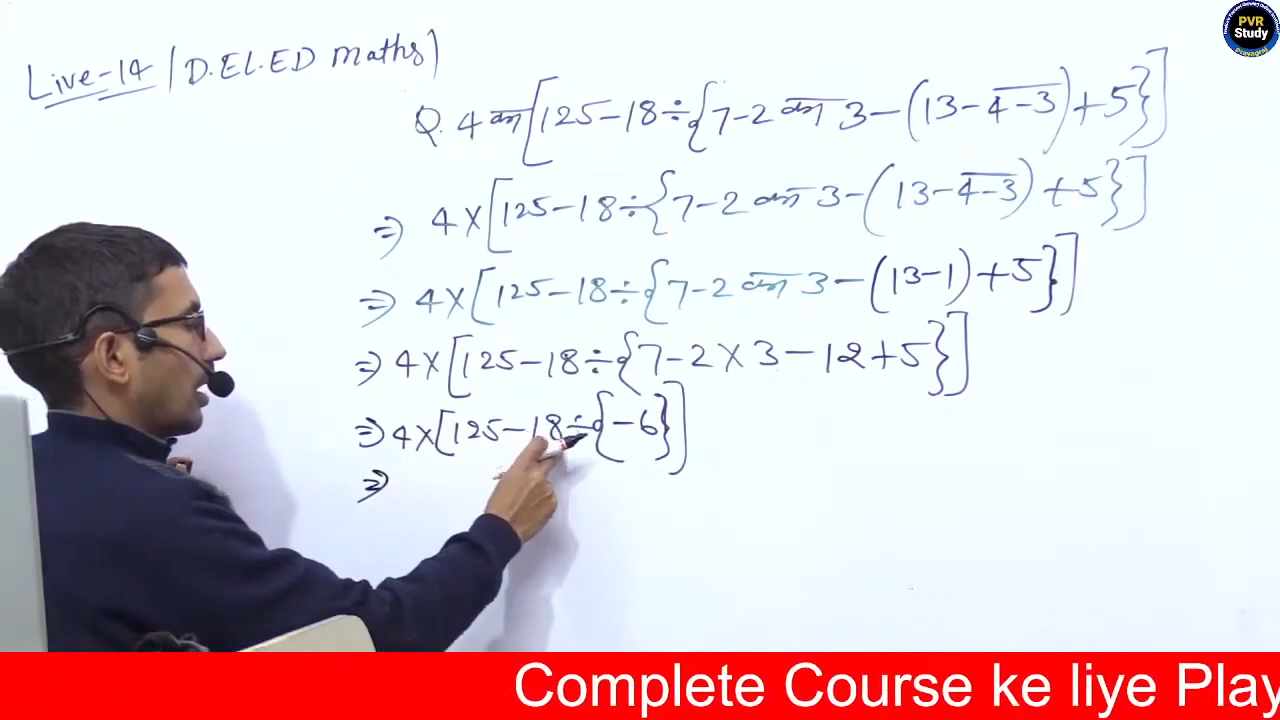 Live-14 / D.EL.ED Maths)
PVR
Study
Prayagraj
Q. 4 का [125-18÷{7-2 का 3-(13-4̅-̅3̅)+5}]
⇒ 4×[125-18÷{7-2 का 3-(13-4̅-̅3̅)+5}]
⇒ 4×[125-18÷{7-2 का 3-(13-1)+5}]
⇒ 4×[125-18÷{7-2×3-12+5}]
⇒ 4×[125-18÷{-6}]
⇒
Complete Course ke liye Play